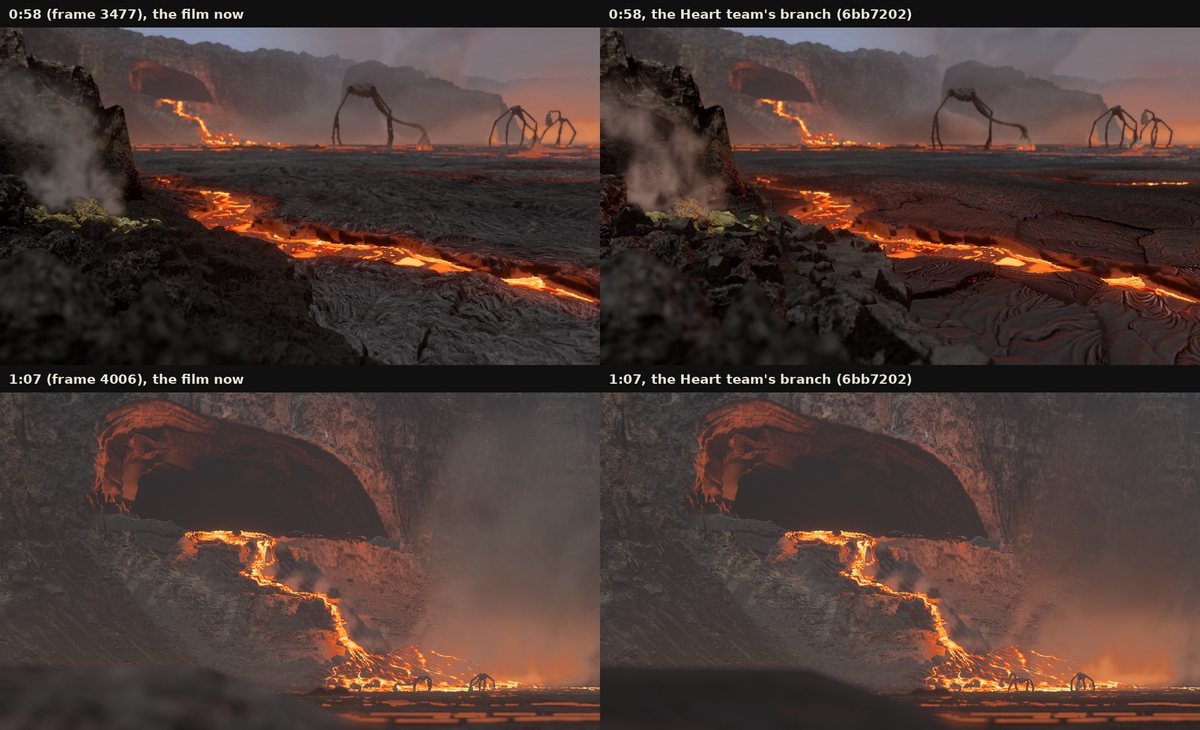 0:58 (frame 3477), the film now
0:58, the Heart team's branch (6bb7202)
1:07 (frame 4006), the film now
1:07, the Heart team's branch (6bb7202)